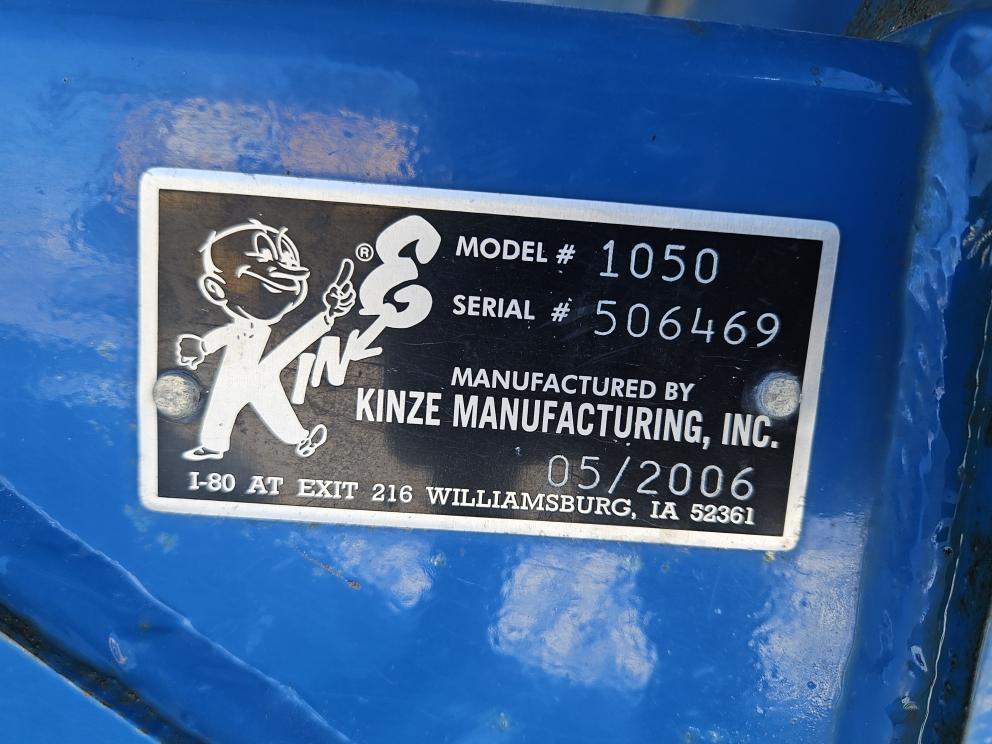 KINZE ®
MODEL # 1050
SERIAL # 506469
MANUFACTURED BY
KINZE MANUFACTURING, INC.
05/2006
I-80 AT EXIT 216 WILLIAMSBURG, IA 52361